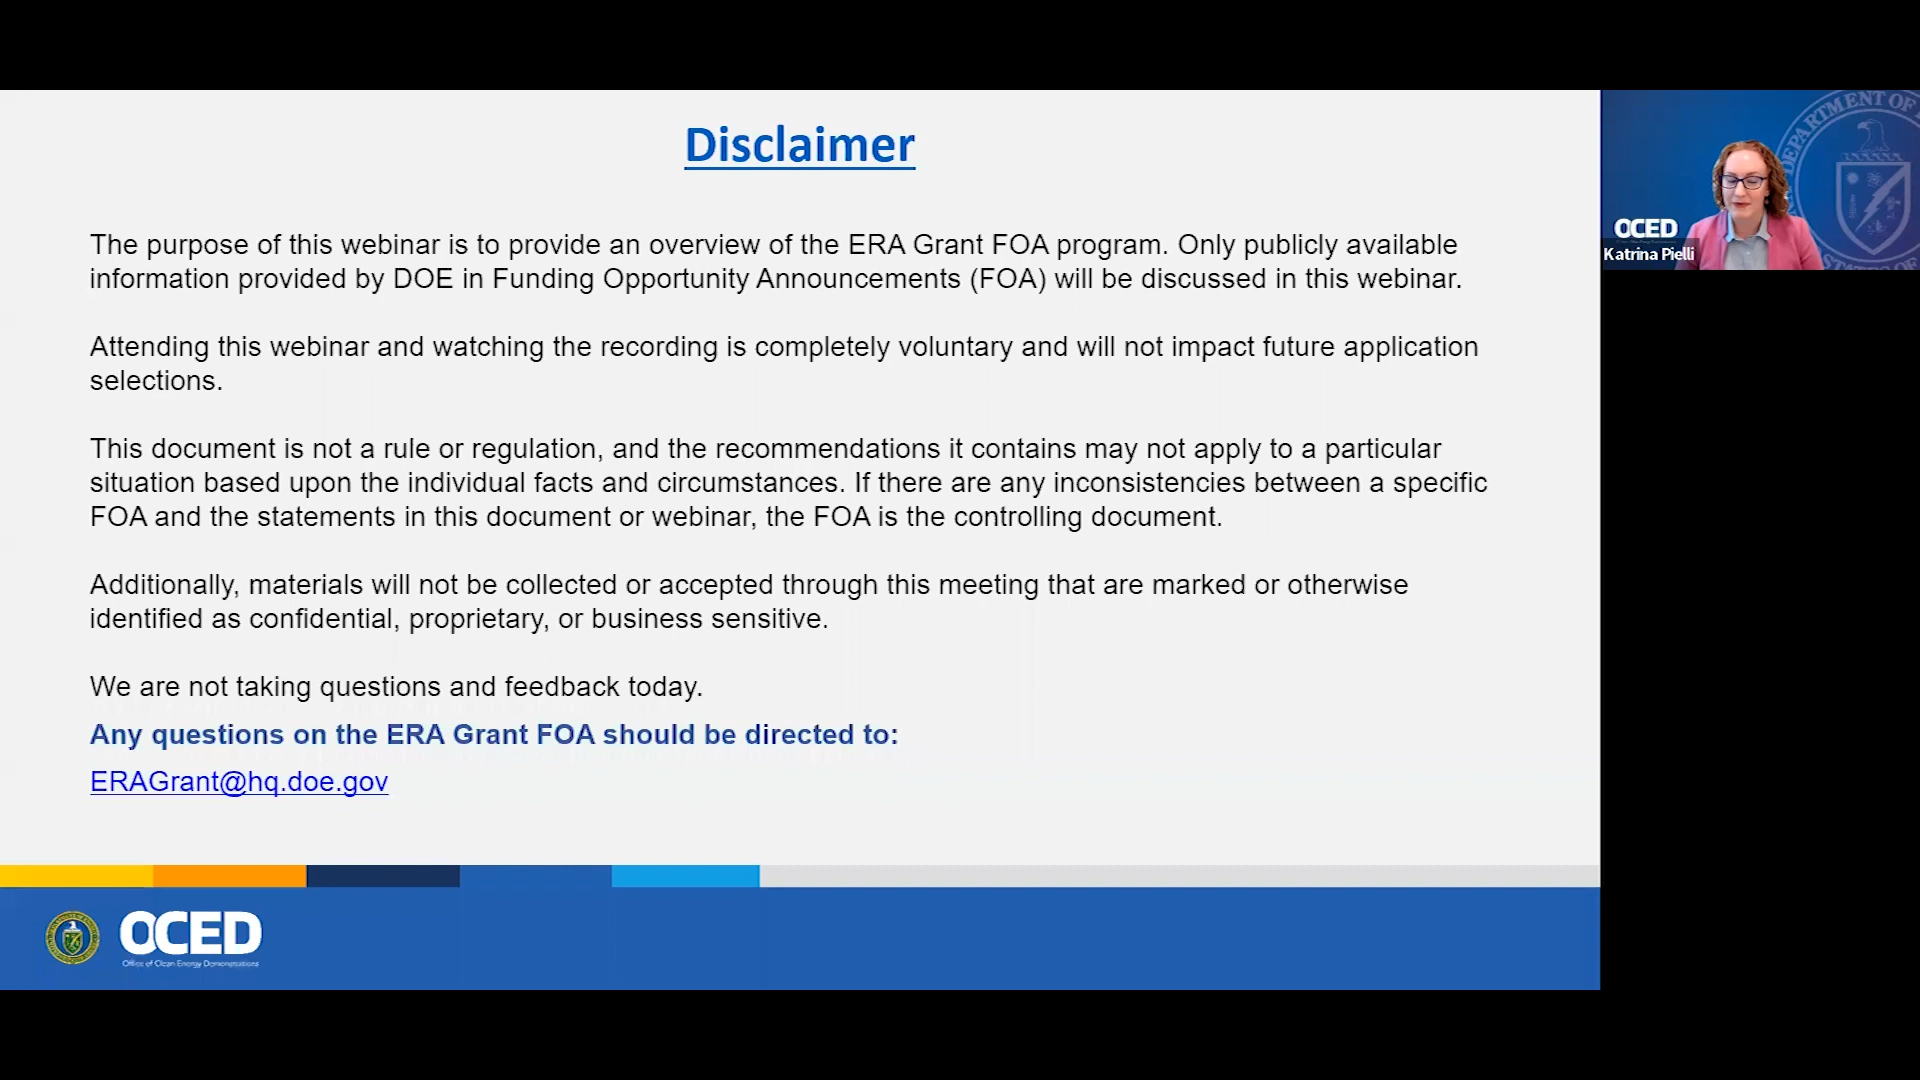 Disclaimer
The purpose of this webinar is to provide an overview of the ERA Grant FOA program. Only publicly available
information provided by DOE in Funding Opportunity Announcements (FOA) will be discussed in this webinar.
Attending this webinar and watching the recording is completely voluntary and will not impact future application
selections.
This document is not a rule or regulation, and the recommendations it contains may not apply to a particular
situation based upon the individual facts and circumstances. If there are any inconsistencies between a specific
FOA and the statements in this document or webinar, the FOA is the controlling document.
Additionally, materials will not be collected or accepted through this meeting that are marked or otherwise
identified as confidential, proprietary, or business sensitive.
We are not taking questions and feedback today.
Any questions on the ERA Grant FOA should be directed to:
ERAGrant@hq.doe.gov
OCED
Office of Clean Energy Demonstrations
DEPARTMENT OF
OCED
Katrina Pielli